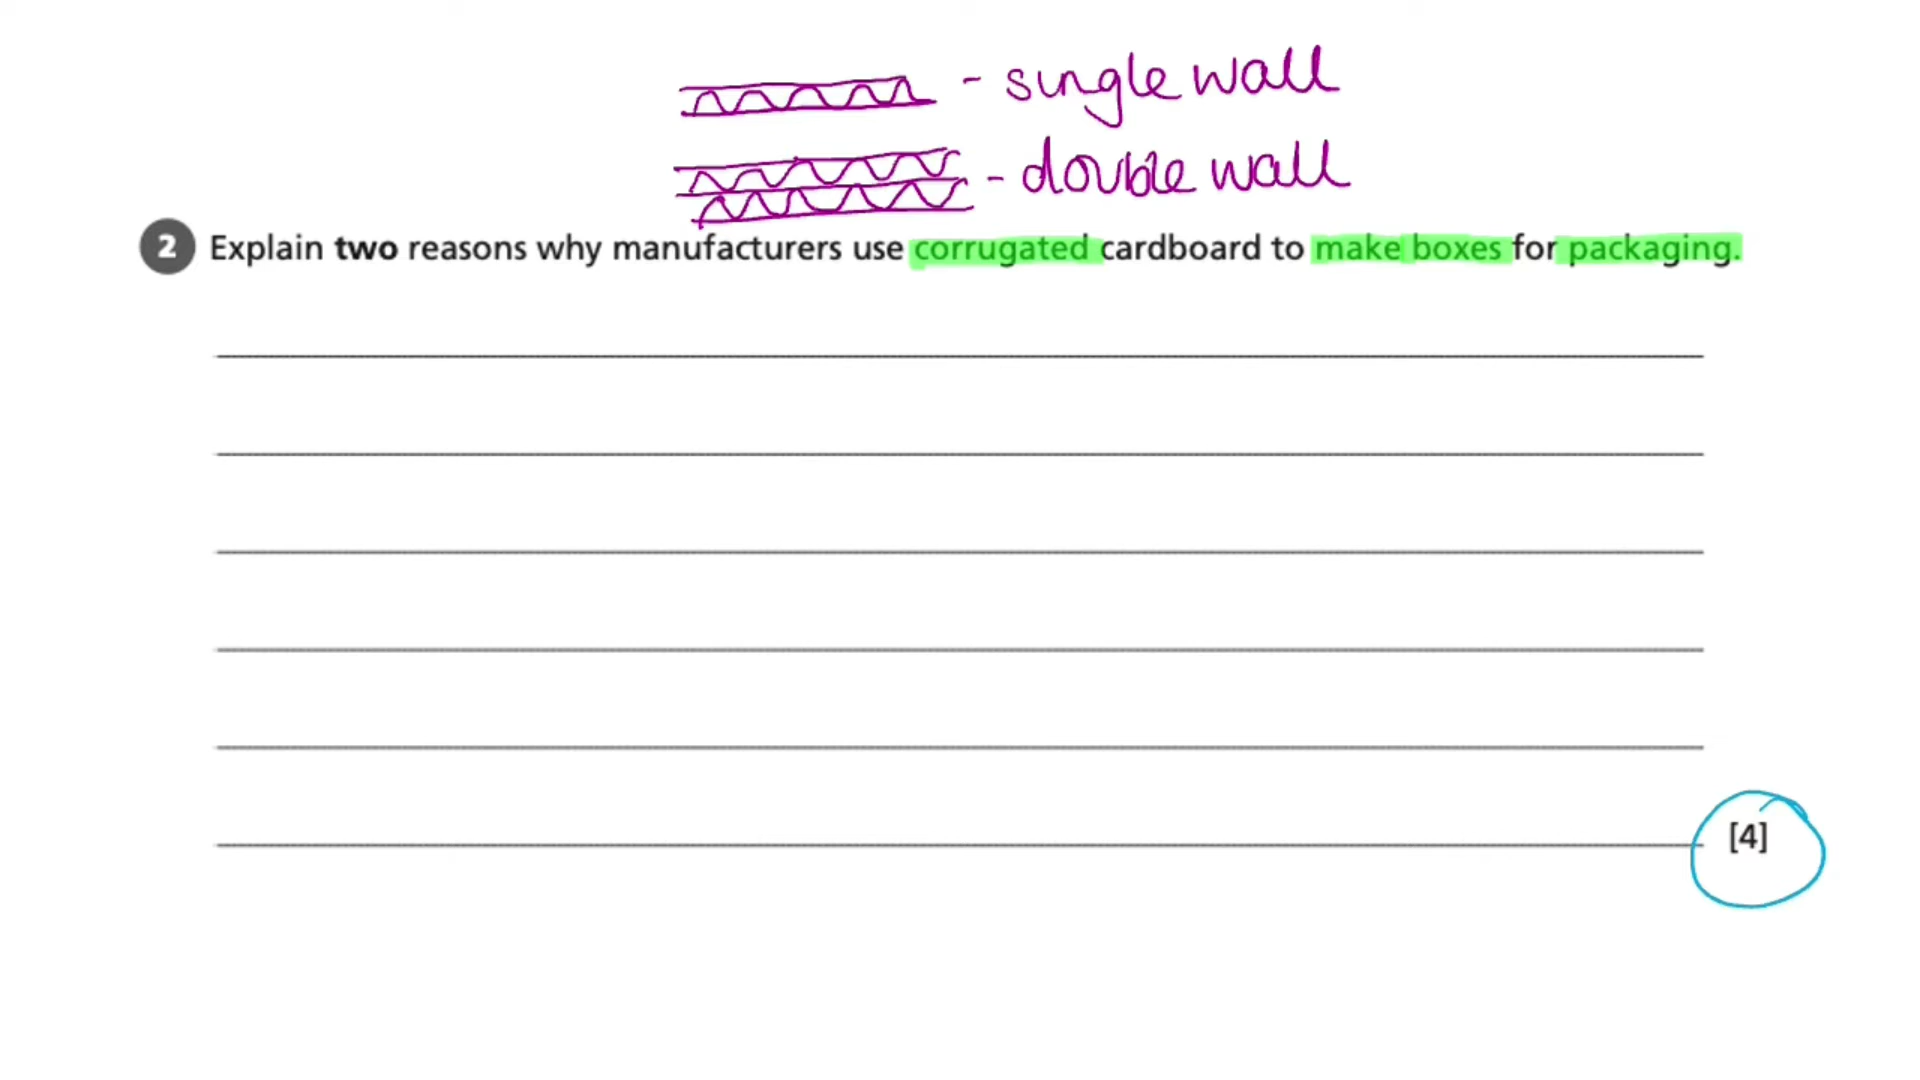 - single wall
- double wall
2 Explain two reasons why manufacturers use corrugated cardboard to make boxes for packaging.
[4]